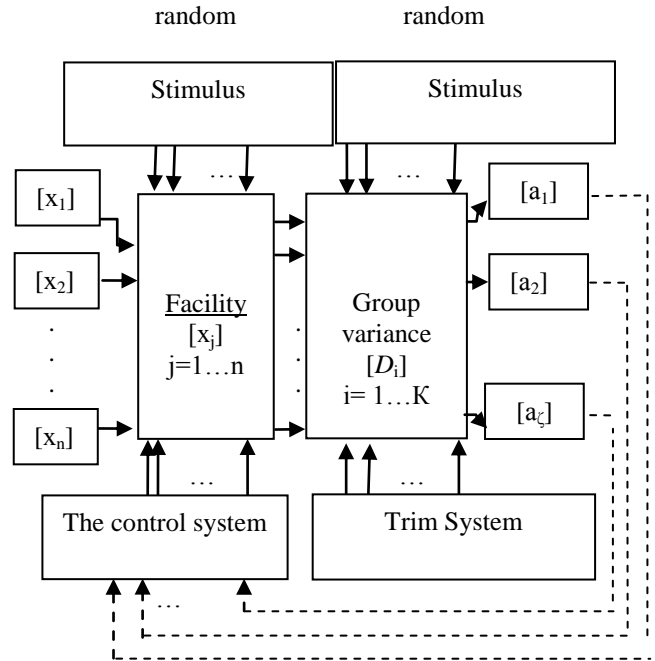 random
random
Stimulus
Stimulus
...
...
[x₁]
[x₂]
. . .
[xₙ]
Facility
[xⱼ]
j=1...n
. . .
Group
variance
[Dᵢ]
i= 1...К
[a₁]
[a₂]
[a_ζ]
...
...
The control system
Trim System
...